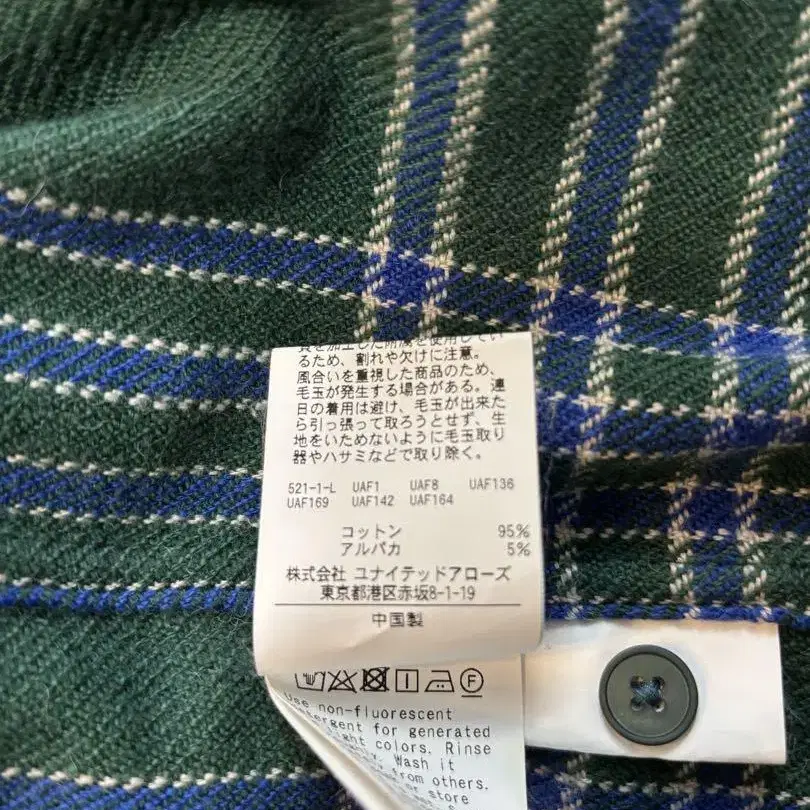 るため、割れや欠けに注意。
風合いを重視した商品のため、
毛玉が発生する場合がある。連
日の着用は避け、毛玉が出来た
ら引っ張って取ろうとせず、生
地をいためないように毛玉取り
器やハサミなどで取り除く。
521-1-L UAF1 UAF8 UAF136
UAF169 UAF142 UAF164
コットン 95%
アルパカ 5%
株式会社 ユナイテッドアローズ
東京都港区赤坂8-1-19
中国製
F
Use non-fluorescent
detergent for generated
light colors. Rinse
Wash it
from others.
or store